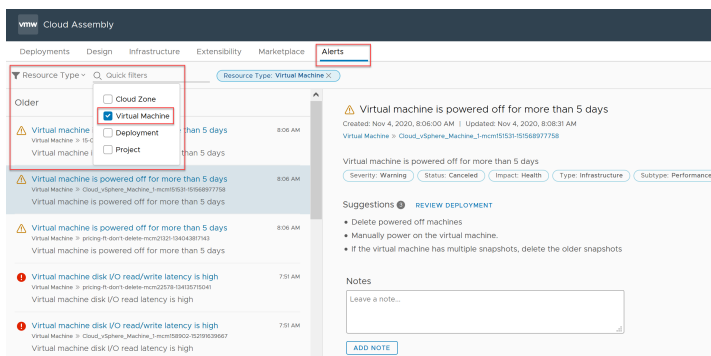 vmw Cloud Assembly
Deployments Design Infrastructure Extensibility Marketplace Alerts
Resource Type Quick filters Resource Type: Virtual Machine ×
Cloud Zone
Virtual Machine
Deployment
Project
Older
Virtual machine than 5 days 8:06 AM
Virtual Machine » 15-0
Virtual machine i than 5 days
Virtual machine is powered off for more than 5 days 8:06 AM
Virtual Machine » Cloud_vSphere_Machine_1-mcm151531-151568977758
Virtual machine is powered off for more than 5 days
Virtual machine is powered off for more than 5 days 8:06 AM
Virtual Machine » pricing-ft-don't-delete-mcm21321-134043817143
Virtual machine is powered off for more than 5 days
Virtual machine disk I/O read/write latency is high 7:51 AM
Virtual Machine » pricing-ft-don't-delete-mcm22578-134135715041
Virtual machine disk I/O read/write latency is high
Virtual machine disk I/O read/write latency is high 7:51 AM
Virtual Machine » Cloud_vSphere_Machine_1-mcm158902-152191639667
Virtual machine disk I/O read/write latency is high
Virtual machine is powered off for more than 5 days
Created: Nov 4, 2020, 8:06:00 AM | Updated: Nov 4, 2020, 8:08:31 AM
Virtual Machine » Cloud_vSphere_Machine_1-mcm151531-151568977758
Virtual machine is powered off for more than 5 days
Severity: Warning Status: Canceled Impact: Health Type: Infrastructure Subtype: Performance
Suggestions 3 REVIEW DEPLOYMENT
• Delete powered off machines
• Manually power on the virtual machine.
• If the virtual machine has multiple snapshots, delete the older snapshots
Notes
Leave a note...
ADD NOTE